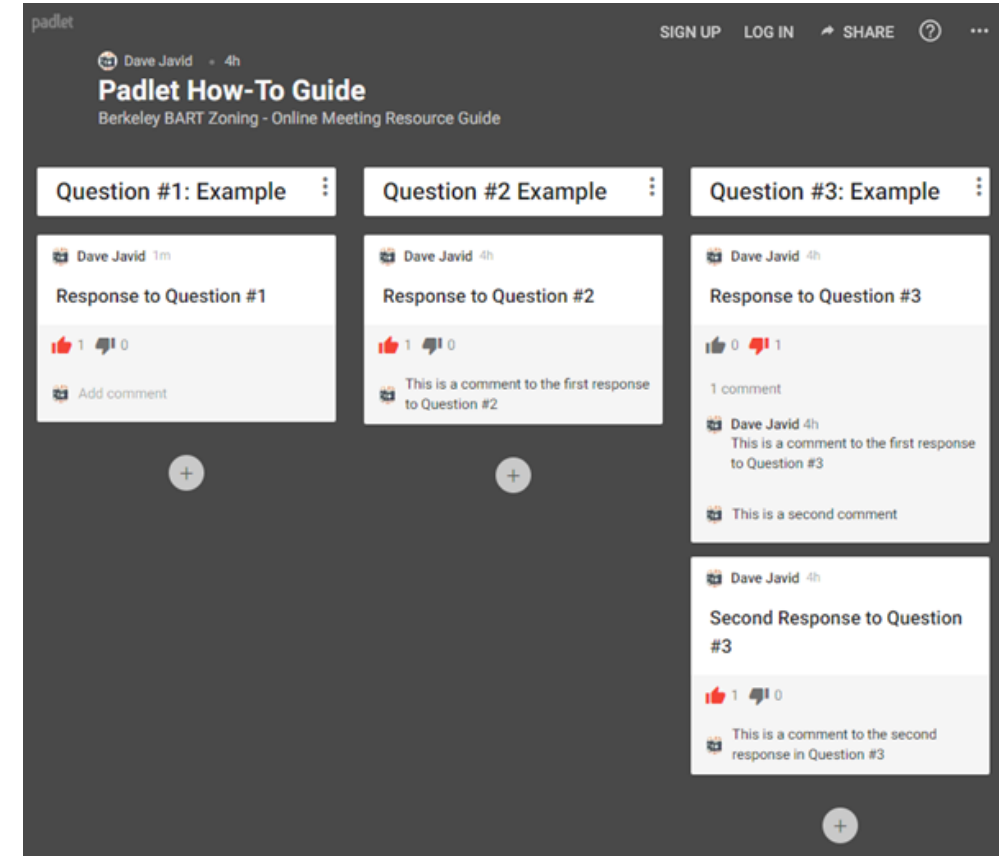 padlet
SIGN UP LOG IN SHARE ? ...
Dave Javid • 4h
Padlet How-To Guide
Berkeley BART Zoning - Online Meeting Resource Guide
Question #1: Example
Dave Javid 1m
Response to Question #1
1 0
Add comment
+
Question #2 Example
Dave Javid 4h
Response to Question #2
1 0
This is a comment to the first response
to Question #2
+
Question #3: Example
Dave Javid 4h
Response to Question #3
0 1
1 comment
Dave Javid 4h
This is a comment to the first response
to Question #3
This is a second comment
Dave Javid 4h
Second Response to Question
#3
1 0
This is a comment to the second
response in Question #3
+